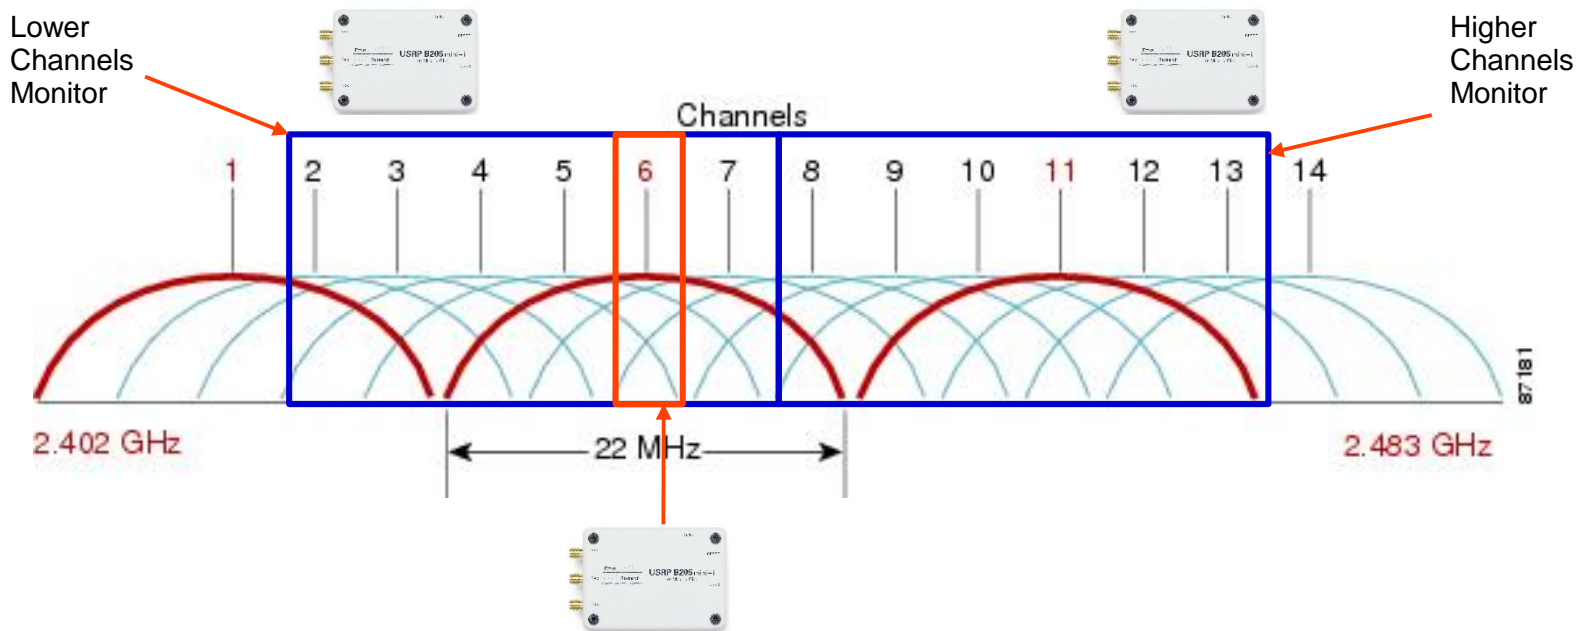 Lower
Channels
Monitor
USRP B205mini-i
USRP B205mini-i
Higher
Channels
Monitor
Channels
1 2 3 4 5 6 7 8 9 10 11 12 13 14
2.402 GHz
22 MHz
2.483 GHz
87181
USRP B205mini-i